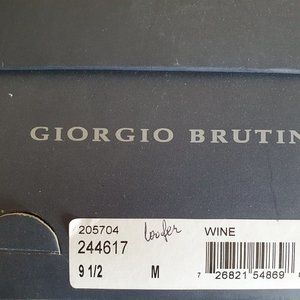 GIORGIO BRUTIN
205704 loafer WINE
244617
9 1/2 M 7 26821 54869